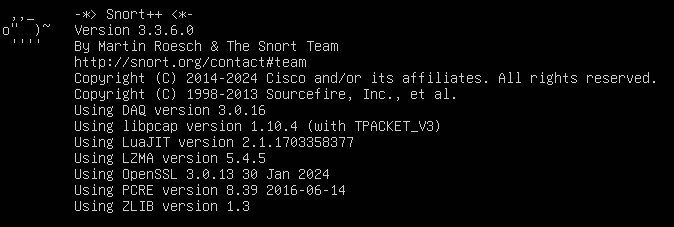 ,,_     -*> Snort++ <*-
  o"  )~   Version 3.3.6.0
   ''''    By Martin Roesch & The Snort Team
           http://snort.org/contact#team
           Copyright (C) 2014-2024 Cisco and/or its affiliates. All rights reserved.
           Copyright (C) 1998-2013 Sourcefire, Inc., et al.
           Using DAQ version 3.0.16
           Using libpcap version 1.10.4 (with TPACKET_V3)
           Using LuaJIT version 2.1.1703358377
           Using LZMA version 5.4.5
           Using OpenSSL 3.0.13 30 Jan 2024
           Using PCRE version 8.39 2016-06-14
           Using ZLIB version 1.3